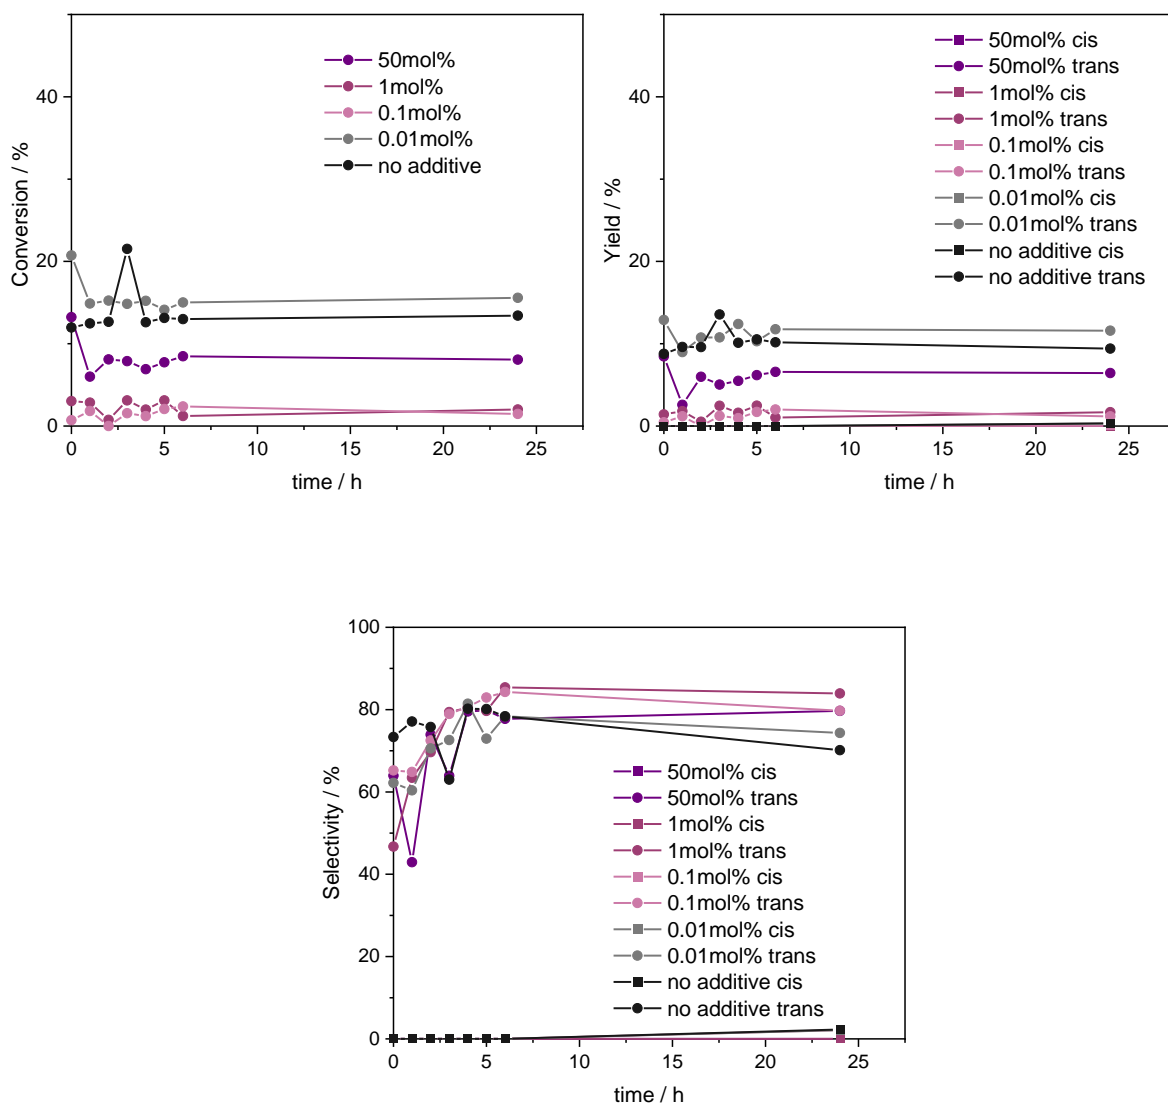 Conversion / %
40
20
0
0 5 10 15 20 25
time / h
50mol%
1mol%
0.1mol%
0.01mol%
no additive
Yield / %
40
20
0
0 5 10 15 20 25
time / h
50mol% cis
50mol% trans
1mol% cis
1mol% trans
0.1mol% cis
0.1mol% trans
0.01mol% cis
0.01mol% trans
no additive cis
no additive trans
Selectivity / %
100
80
60
40
20
0
0 5 10 15 20 25
time / h
50mol% cis
50mol% trans
1mol% cis
1mol% trans
0.1mol% cis
0.1mol% trans
0.01mol% cis
0.01mol% trans
no additive cis
no additive trans